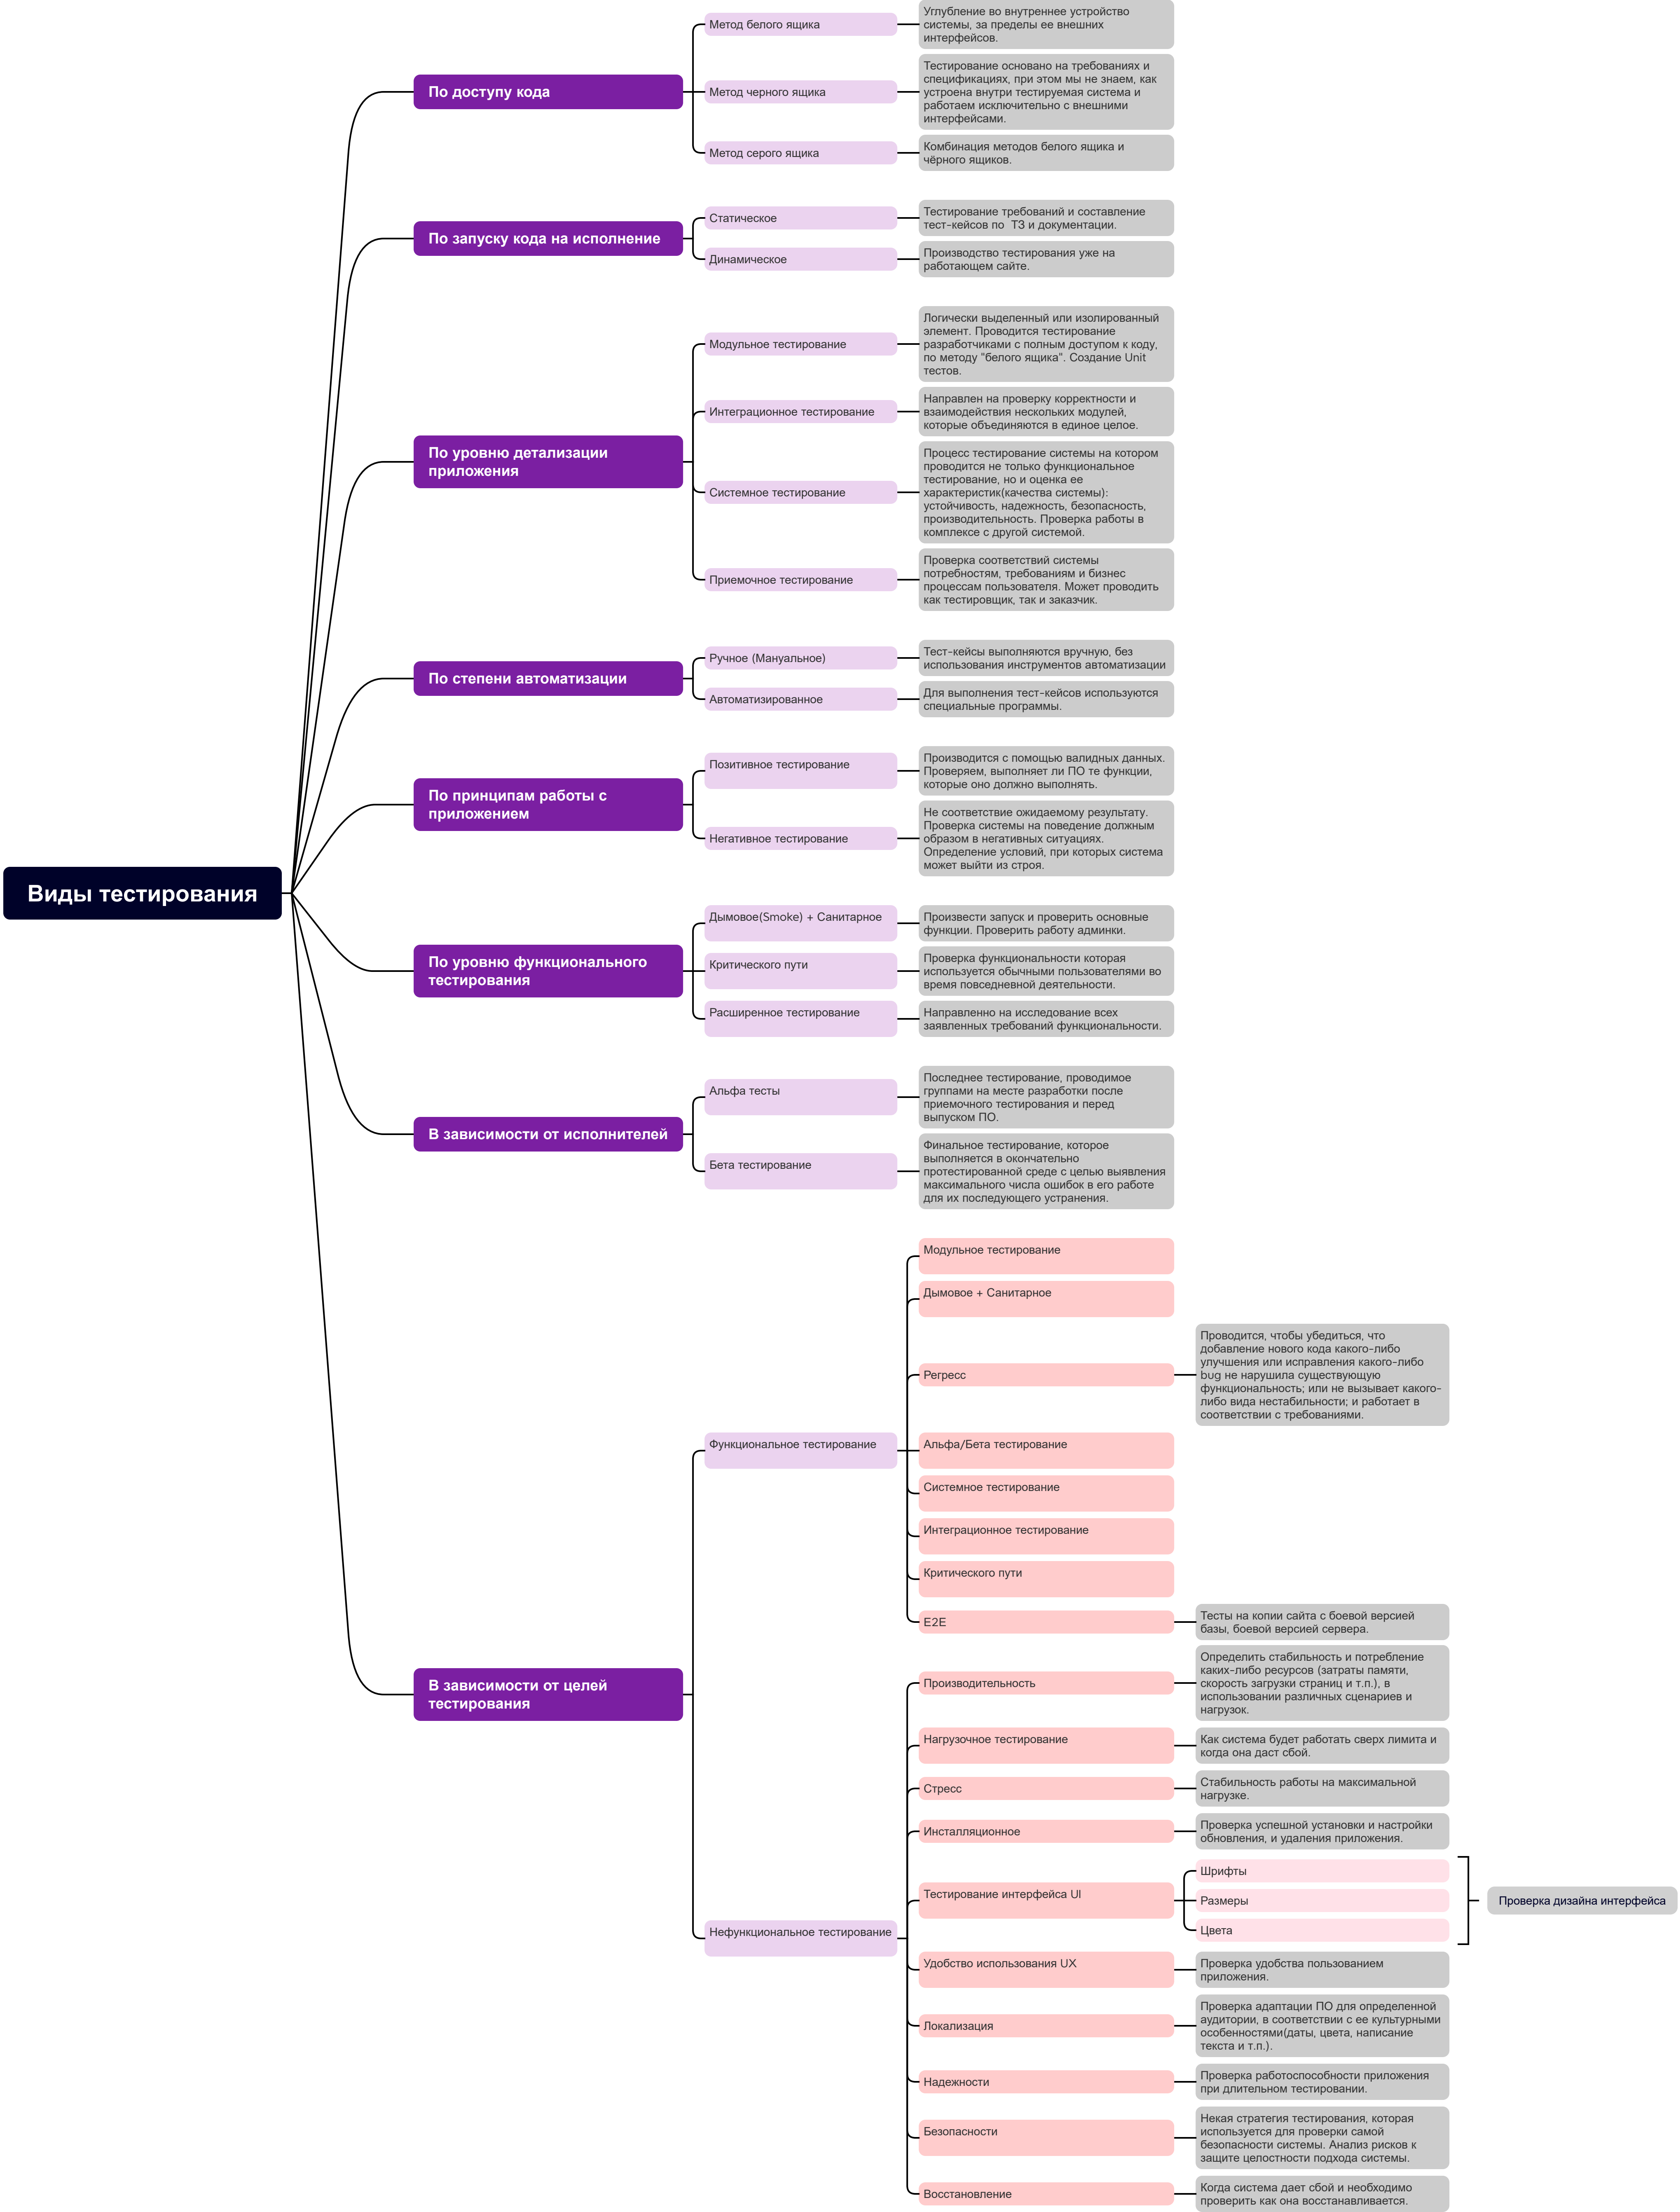 Виды тестирования
По доступу кода
Метод белого ящика
Углубление во внутреннее устройство
системы, за пределы ее внешних
интерфейсов.
Метод черного ящика
Тестирование основано на требованиях и
спецификациях, при этом мы не знаем, как
устроена внутри тестируемая система и
работаем исключительно с внешними
интерфейсами.
Метод серого ящика
Комбинация методов белого ящика и
чёрного ящиков.
По запуску кода на исполнение
Статическое
Тестирование требований и составление
тест-кейсов по  ТЗ и документации.
Динамическое
Производство тестирования уже на
работающем сайте.
По уровню детализации
приложения
Модульное тестирование
Логически выделенный или изолированный
элемент. Проводится тестирование
разработчиками с полным доступом к коду,
по методу "белого ящика". Создание Unit
тестов.
Интеграционное тестирование
Направлен на проверку корректности и
взаимодействия нескольких модулей,
которые объединяются в единое целое.
Системное тестирование
Процесс тестирование системы на котором
проводится не только функциональное
тестирование, но и оценка ее
характеристик(качества системы):
устойчивость, надежность, безопасность,
производительность. Проверка работы в
комплексе с другой системой.
Приемочное тестирование
Проверка соответствий системы
потребностям, требованиям и бизнес
процессам пользователя. Может проводить
как тестировщик, так и заказчик.
По степени автоматизации
Ручное (Мануальное)
Тест-кейсы выполняются вручную, без
использования инструментов автоматизации
Автоматизированное
Для выполнения тест-кейсов используются
специальные программы.
По принципам работы с
приложением
Позитивное тестирование
Производится с помощью валидных данных.
Проверяем, выполняет ли ПО те функции,
которые оно должно выполнять.
Негативное тестирование
Не соответствие ожидаемому результату.
Проверка системы на поведение должным
образом в негативных ситуациях.
Определение условий, при которых система
может выйти из строя.
По уровню функционального
тестирования
Дымовое(Smoke) + Санитарное
Произвести запуск и проверить основные
функции. Проверить работу админки.
Критического пути
Проверка функциональности которая
используется обычными пользователями во
время повседневной деятельности.
Расширенное тестирование
Направленно на исследование всех
заявленных требований функциональности.
В зависимости от исполнителей
Альфа тесты
Последнее тестирование, проводимое
группами на месте разработки после
приемочного тестирования и перед
выпуском ПО.
Бета тестирование
Финальное тестирование, которое
выполняется в окончательно
протестированной среде с целью выявления
максимального числа ошибок в его работе
для их последующего устранения.
В зависимости от целей
тестирования
Функциональное тестирование
Модульное тестирование
Дымовое + Санитарное
Регресс
Проводится, чтобы убедиться, что
добавление нового кода какого-либо
улучшения или исправления какого-либо
bug не нарушила существующую
функциональность; или не вызывает какого-
либо вида нестабильности; и работает в
соответствии с требованиями.
Альфа/Бета тестирование
Системное тестирование
Интеграционное тестирование
Критического пути
E2E
Тесты на копии сайта с боевой версией
базы, боевой версией сервера.
Нефункциональное тестирование
Производительность
Определить стабильность и потребление
каких-либо ресурсов (затраты памяти,
скорость загрузки страниц и т.п.), в
использовании различных сценариев и
нагрузок.
Нагрузочное тестирование
Как система будет работать сверх лимита и
когда она даст сбой.
Стресс
Стабильность работы на максимальной
нагрузке.
Инсталляционное
Проверка успешной установки и настройки
обновления, и удаления приложения.
Тестирование интерфейса UI
Шрифты
Размеры
Цвета
Проверка дизайна интерфейса
Удобство использования UX
Проверка удобства пользованием
приложения.
Локализация
Проверка адаптации ПО для определенной
аудитории, в соответствии с ее культурными
особенностями(даты, цвета, написание
текста и т.п.).
Надежности
Проверка работоспособности приложения
при длительном тестировании.
Безопасности
Некая стратегия тестирования, которая
используется для проверки самой
безопасности системы. Анализ рисков к
защите целостности подхода системы.
Восстановление
Когда система дает сбой и необходимо
проверить как она восстанавливается.